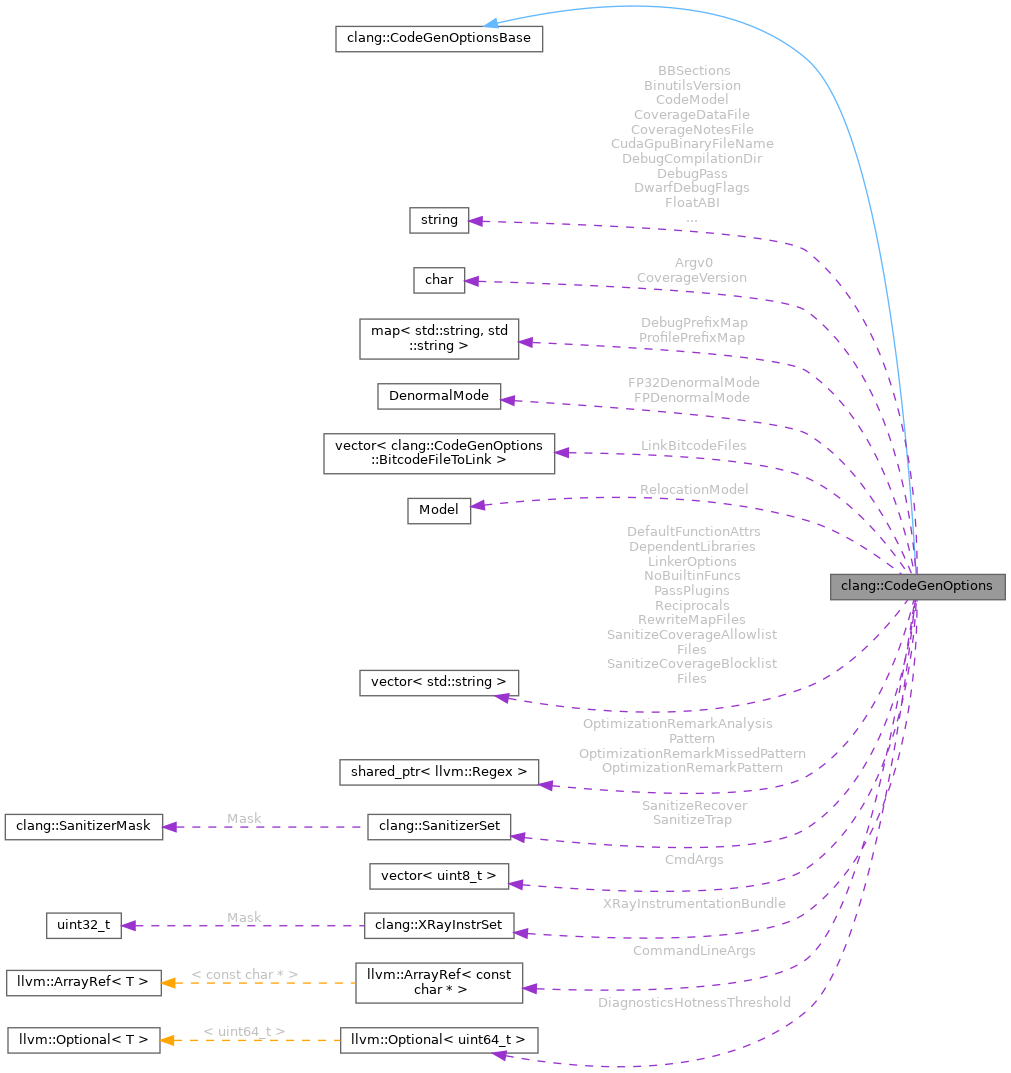 clang::CodeGenOptionsBase
BBSections
BinutilsVersion
CodeModel
CoverageDataFile
CoverageNotesFile
CudaGpuBinaryFileName
DebugCompilationDir
DebugPass
DwarfDebugFlags
FloatABI
...
string
Argv0
CoverageVersion
char
DebugPrefixMap
ProfilePrefixMap
map< std::string, std
::string >
FP32DenormalMode
FPDenormalMode
DenormalMode
vector< clang::CodeGenOptions
::BitcodeFileToLink >
LinkBitcodeFiles
RelocationModel
Model
DefaultFunctionAttrs
DependentLibraries
LinkerOptions
NoBuiltinFuncs
PassPlugins
Reciprocals
RewriteMapFiles
SanitizeCoverageAllowlist
Files
SanitizeCoverageBlocklist
Files
clang::CodeGenOptions
vector< std::string >
OptimizationRemarkAnalysis
Pattern
OptimizationRemarkMissedPattern
OptimizationRemarkPattern
shared_ptr< llvm::Regex >
SanitizeRecover
SanitizeTrap
clang::SanitizerMask
Mask
clang::SanitizerSet
CmdArgs
vector< uint8_t >
XRayInstrumentationBundle
uint32_t
Mask
clang::XRayInstrSet
CommandLineArgs
llvm::ArrayRef< T >
< const char * >
llvm::ArrayRef< const
char * >
DiagnosticsHotnessThreshold
llvm::Optional< T >
< uint64_t >
llvm::Optional< uint64_t >